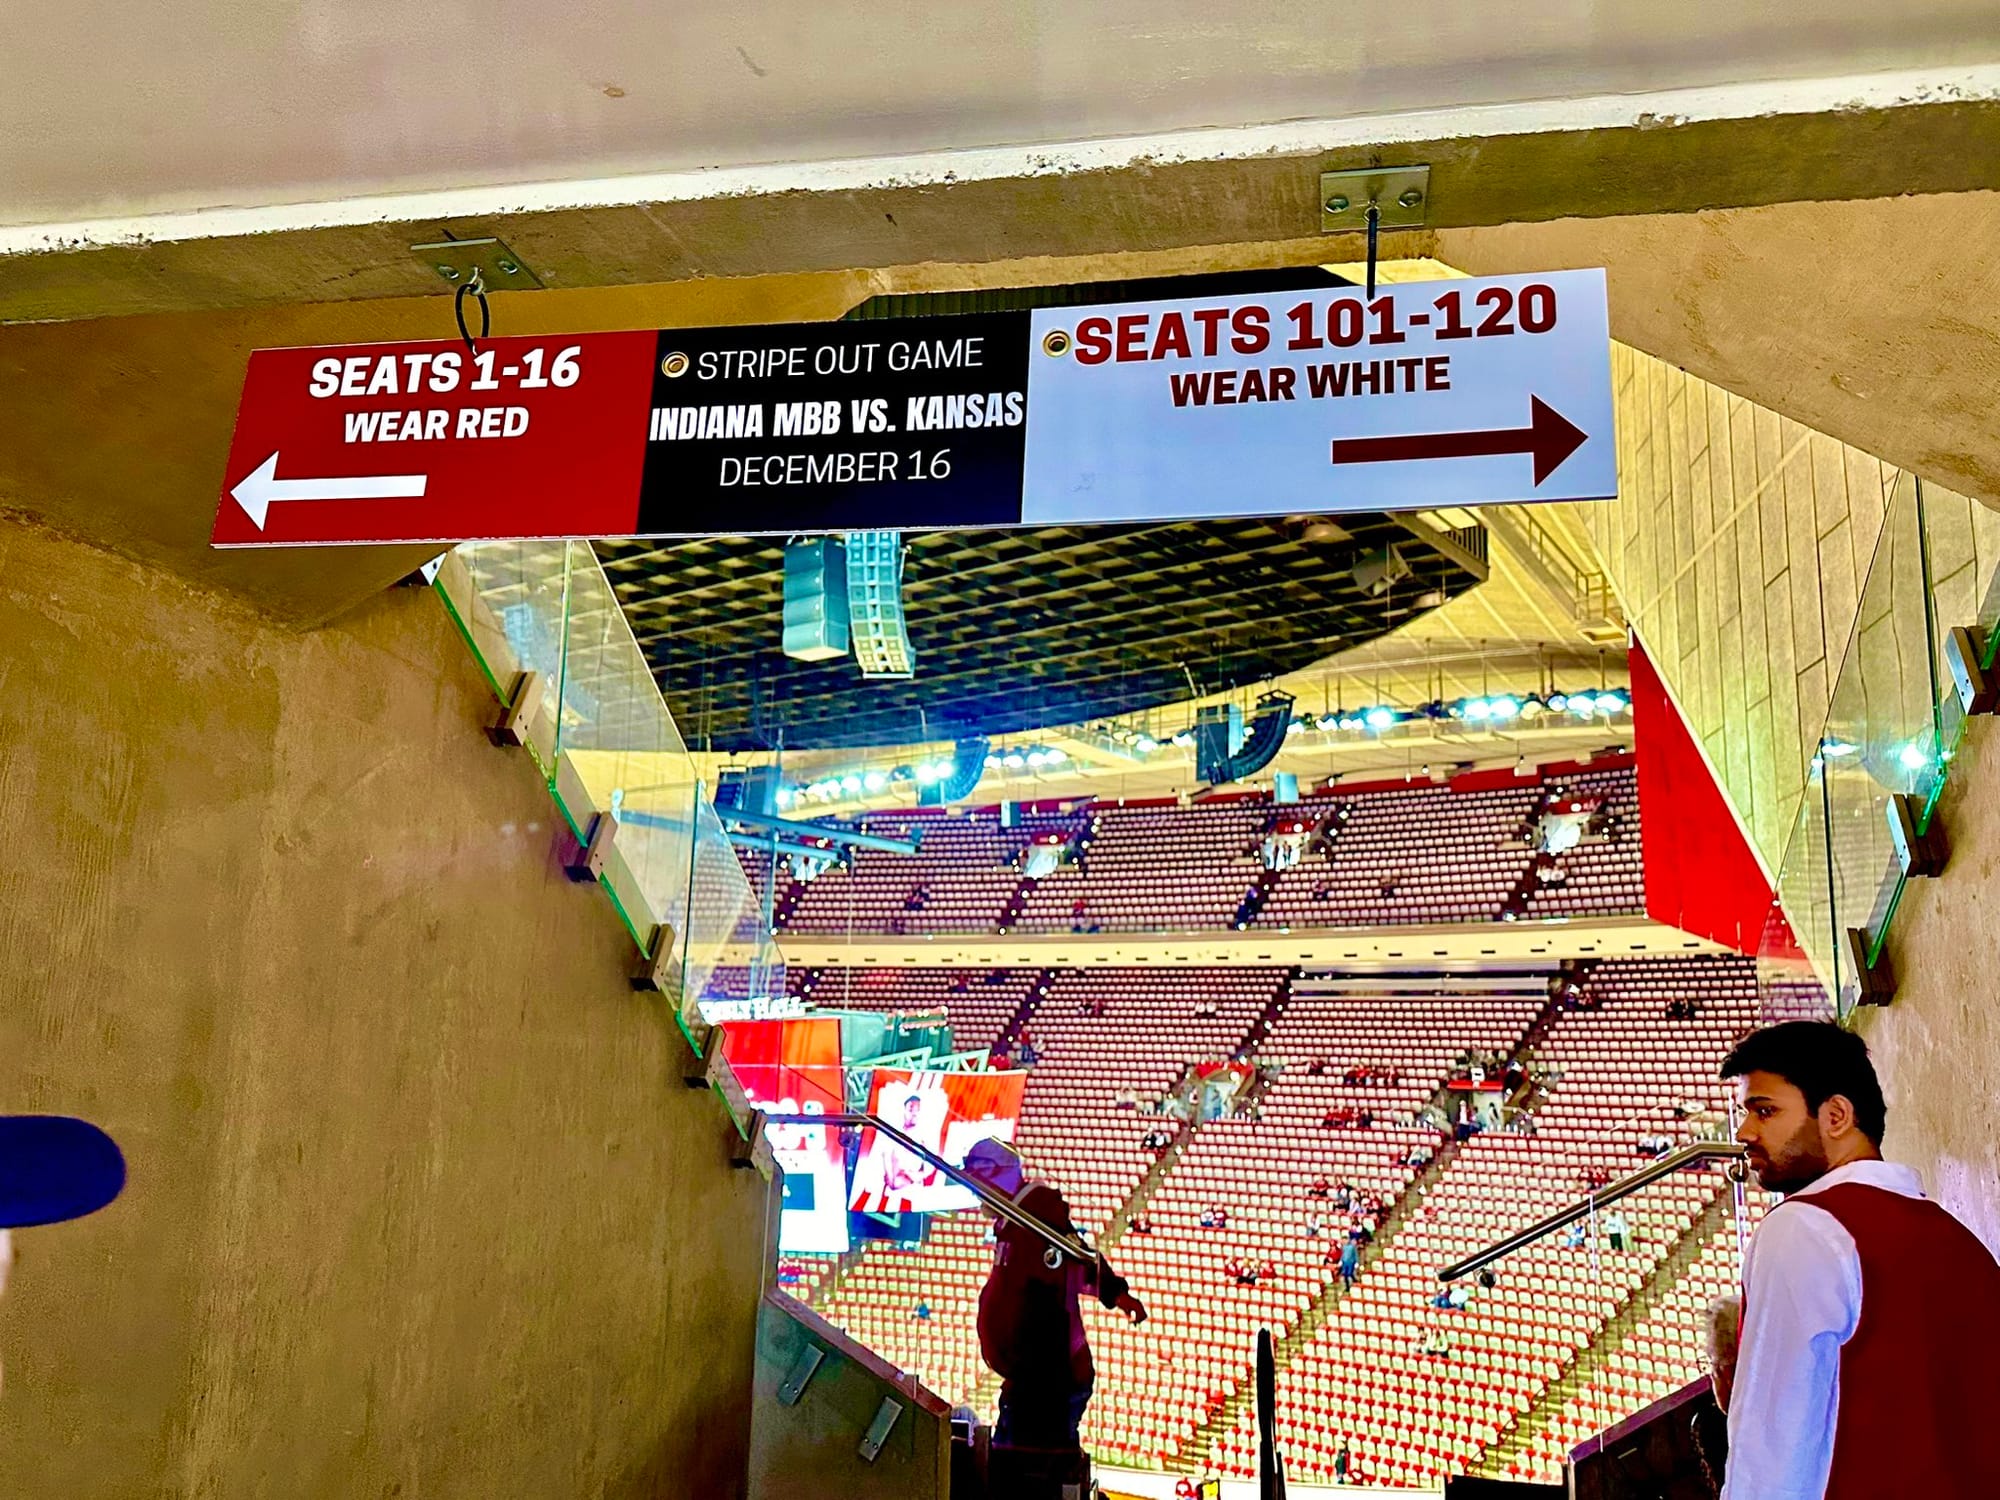 SEATS 1-16
WEAR RED
STRIPE OUT GAME
INDIANA MBB VS. KANSAS
DECEMBER 16
SEATS 101-120
WEAR WHITE
HALL